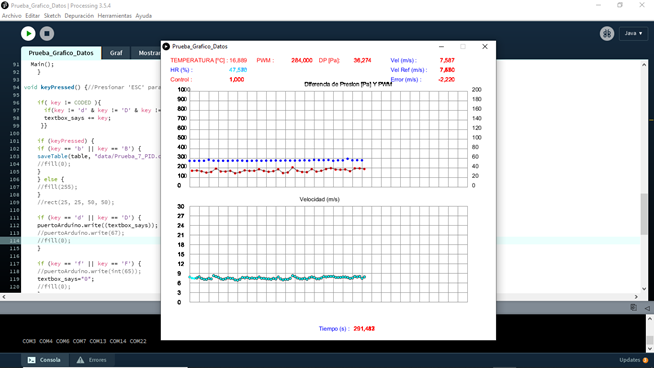 Prueba_Grafico_Datos | Processing 3.5.4
Archivo Editar Sketch Depuración Herramientas Ayuda
Java
Prueba_Grafico_Datos Graf Mostrar
91 Main();
92 }
93
94 void keyPressed() {//Presionar 'ESC' para
95
96 if( key != CODED ){
97 if(key != 'd' & key != 'D' & key !=
98 textbox_says += key;
99 }}
100
101 if (keyPressed) {
102 if (key == 'b' || key == 'B') {
103 saveTable(table, "data/Prueba_T_PID.c
104 //fill(0);
105 }
106 } else {
107 //fill(255);
108 }
109 //rect(25, 25, 50, 50);
110
111 if (key == 'd' || key == 'D') {
112 puertoArduino.write((textbox_says));
113 //puertoArduino.write(67);
114 //fill(0);
115 }
116
117 if (key == 'f' || key == 'F') {
118 //puertoArduino.write(int(65));
119 textbox_says="0";
120 //fill(0);
Prueba_Grafico_Datos
TEMPERATURA [°C] : 16,889 PWM : 284,000 DP [Pa]: 36,274 Vel (m/s) : 7,567
HR (%) : Vel Ref (m/s) :
Control : 1,000 Error (m/s) : -2,220
Diferenda de Presion [Pa] Y PWM
1000 200
900 180
800 160
700 140
600 120
500 100
400 80
300 60
200 40
100 20
0 0
Velocidad (m/s)
30
27
24
21
18
15
12
9
6
3
0
Tiempo (s) :
COM3 COM4 COM6 COM7 COM13 COM14 COM22
Consola Errores Updates